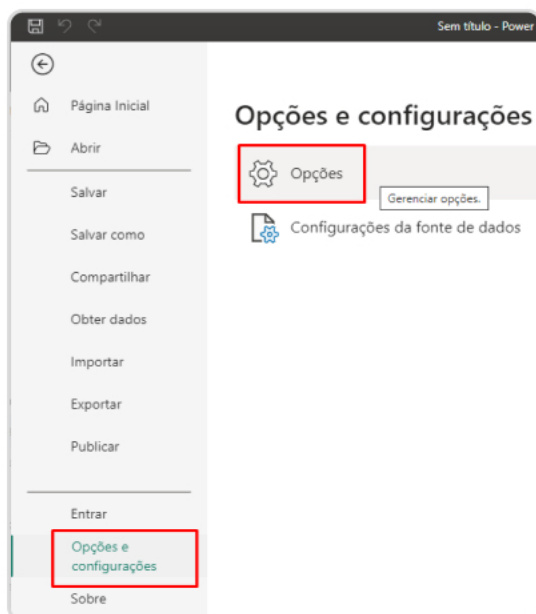 Sem título - Power
Página Inicial
Abrir
Salvar
Salvar como
Compartilhar
Obter dados
Importar
Exportar
Publicar
Entrar
Opções e
configurações
Sobre
Opções e configurações
Opções
Gerenciar opções.
Configurações da fonte de dados